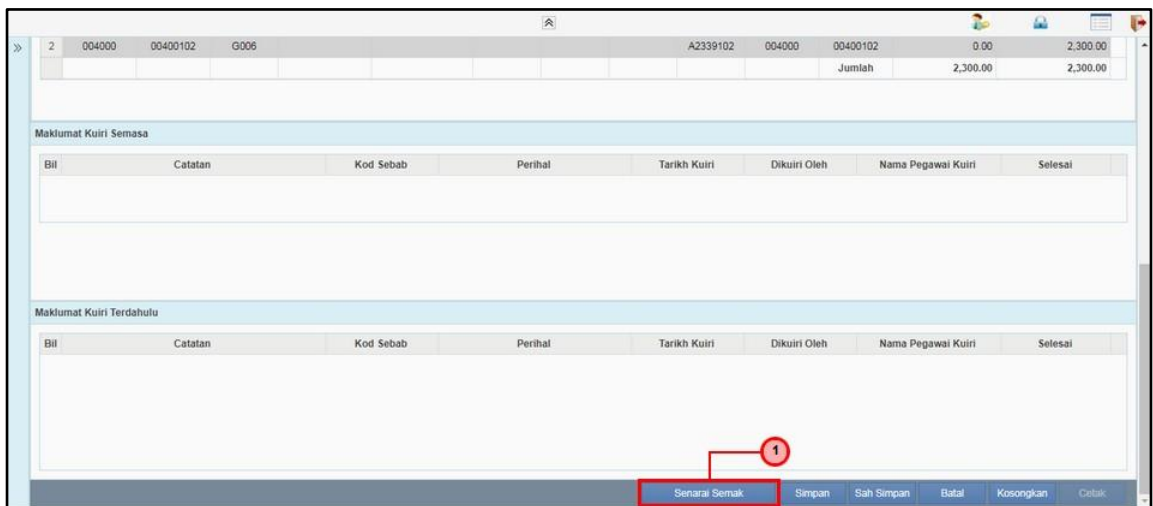 2 004000 00400102 G006 A2339102 004000 00400102 0.00 2,300.00
Jumlah 2,300.00 2,300.00
Maklumat Kuiri Semasa
Bil Catatan Kod Sebab Perihal Tarikh Kuiri Dikuiri Oleh Nama Pegawai Kuiri Selesai
Maklumat Kuiri Terdahulu
Bil Catatan Kod Sebab Perihal Tarikh Kuiri Dikuiri Oleh Nama Pegawai Kuiri Selesai
1
Senarai Semak Simpan Sah Simpan Batal Kosongkan Cetak